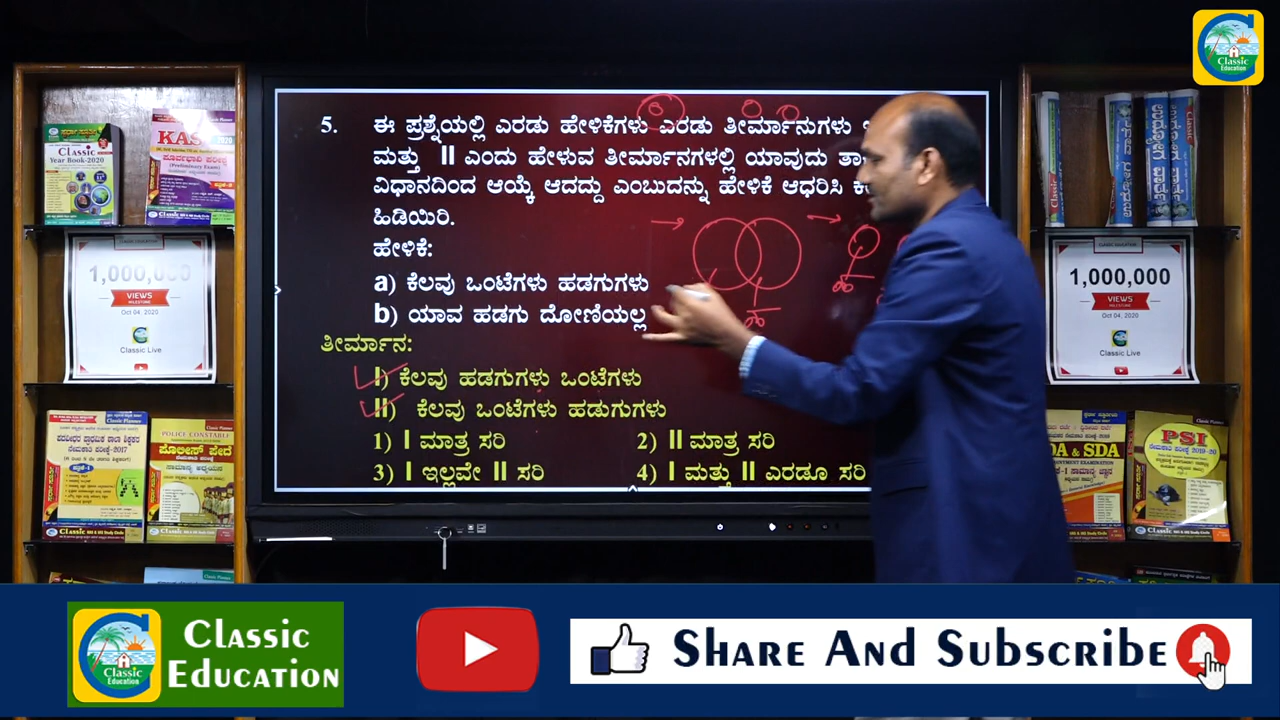 Classic
Education
5. ಈ ಪ್ರಶ್ನೆಯಲ್ಲಿ ಎರಡು ಹೇಳಿಕೆಗಳು ಎರಡು ತೀರ್ಮಾನುಗಳು
ಮತ್ತು II ಎಂದು ಹೇಳುವ ತೀರ್ಮಾನಗಳಲ್ಲಿ ಯಾವುದು
ವಿಧಾನದಿಂದ ಆಯ್ಕೆ ಆದದ್ದು ಎಂಬುದನ್ನು ಹೇಳಿಕೆ ಆಧರಿಸಿ
ಹಿಡಿಯಿರಿ.
ಹೇಳಿಕೆ:
a) ಕೆಲವು ಒಂಟೆಗಳು ಹಡಗುಗಳು
b) ಯಾವ ಹಡಗು ದೋಣಿಯಲ್ಲ
ತೀರ್ಮಾನ:
I) ಕೆಲವು ಹಡಗುಗಳು ಒಂಟೆಗಳು
II) ಕೆಲವು ಒಂಟೆಗಳು ಹಡುಗುಗಳು
1) I ಮಾತ್ರ ಸರಿ 2) II ಮಾತ್ರ ಸರಿ
3) I ಇಲ್ಲವೇ II ಸರಿ 4) I ಮತ್ತು II ಎರಡೂ ಸರಿ
Classic
Year Book-2020
KAS
1,000,000
VIEWS
MILESTONE
Oct 04, 2020
Classic Live
1,000,000
VIEWS
MILESTONE
Oct 04, 2020
Classic Live
POLICE CONSTABLE
ಪೊಲೀಸ್ ಪೇದೆ
DA & SDA
PSI
Classic
Education
Share And Subscribe